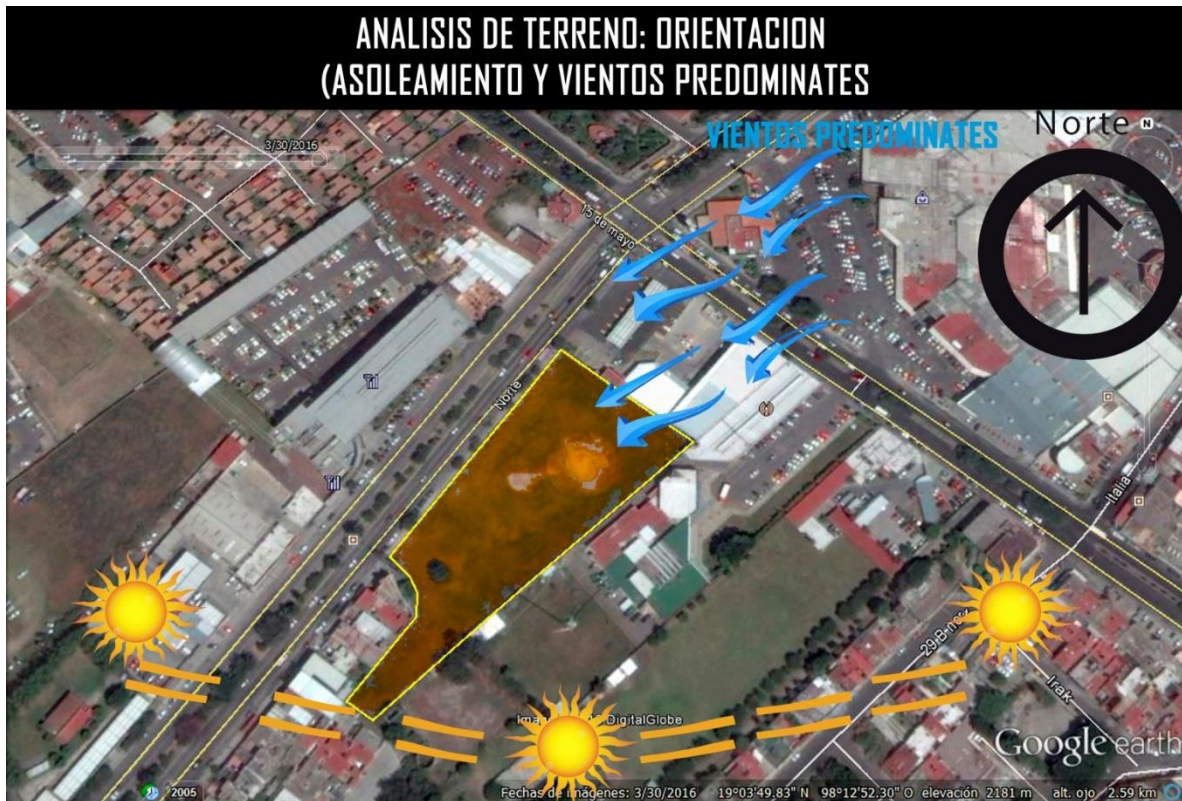 ANALISIS DE TERRENO: ORIENTACION
(ASOLEAMIENTO Y VIENTOS PREDOMINATES
VIENTOS PREDOMINATES
Norte N
3/30/2016
15 de mayo
Norte
Italia
29 B
Irak
DigitalGlobe
Google earth
2005
Fechas de imágenes: 3/30/2016 19°03'49.83" N 98°12'52.30" O elevación 2181 m alt. ojo 2.59 km